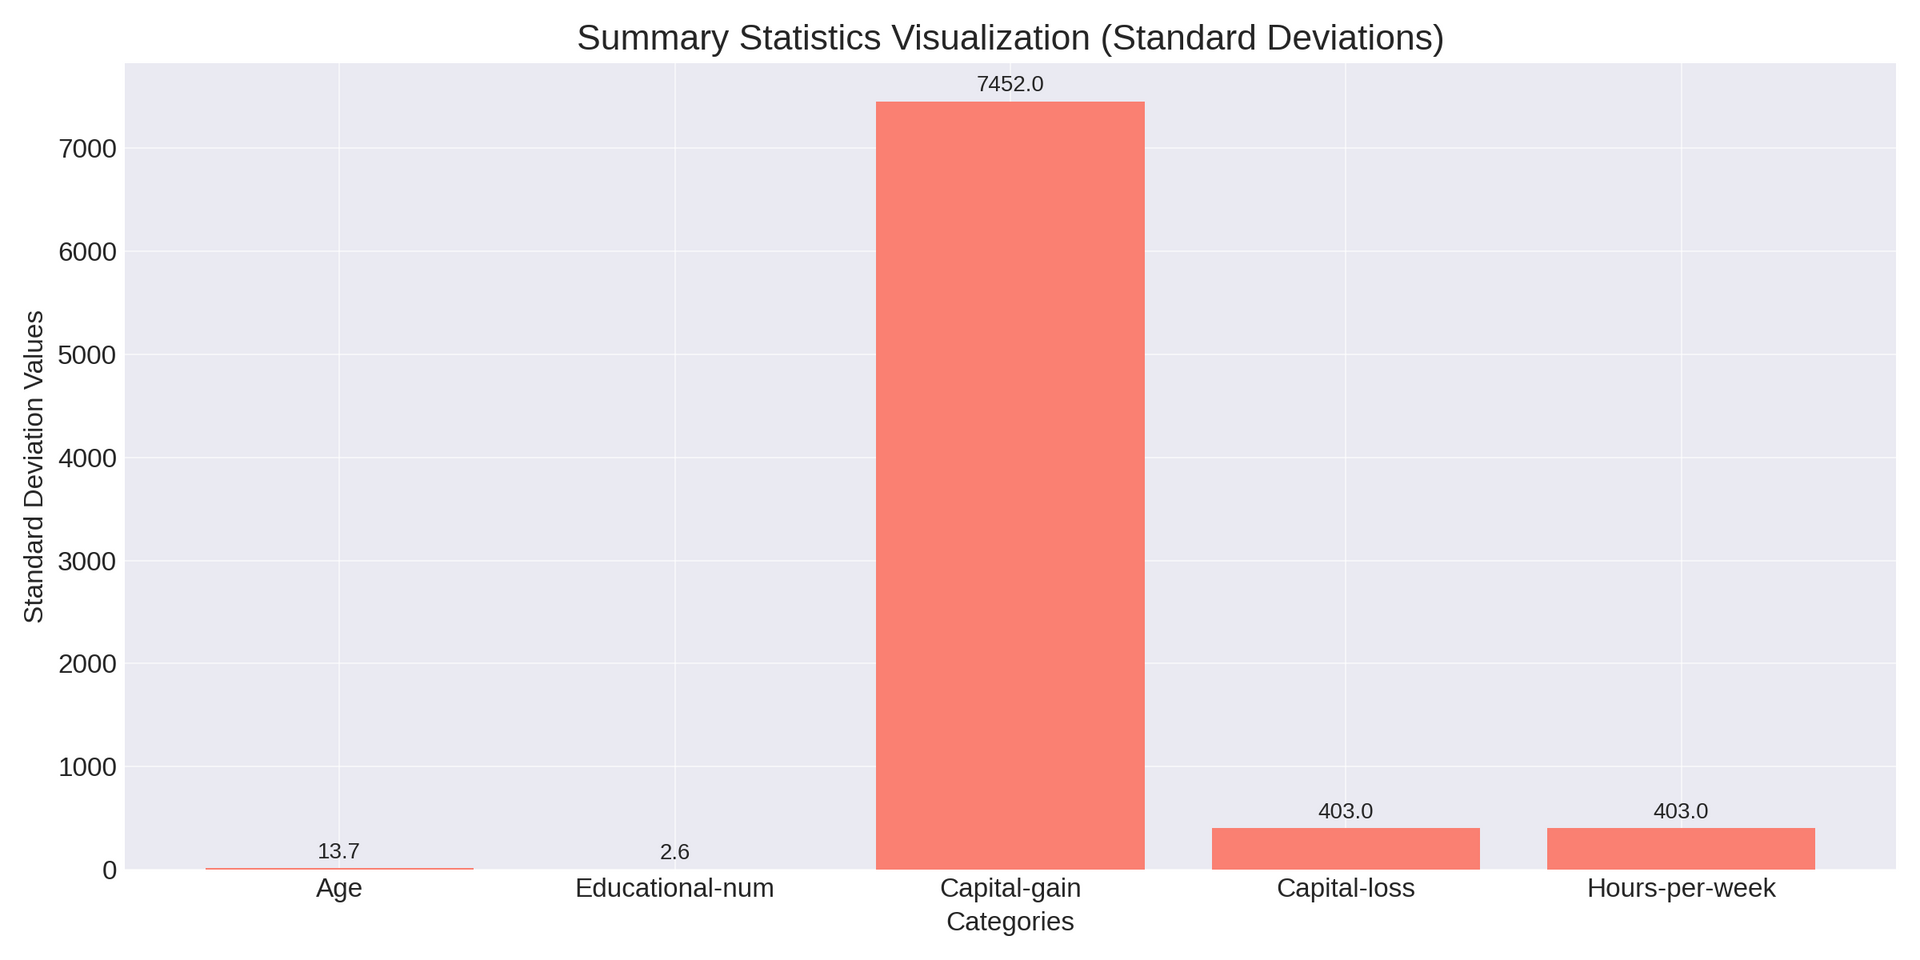 Summary Statistics Visualization (Standard Deviations)
Standard Deviation Values
7000
6000
5000
4000
3000
2000
1000
0
13.7
2.6
7452.0
403.0
403.0
Age
Educational-num
Capital-gain
Capital-loss
Hours-per-week
Categories